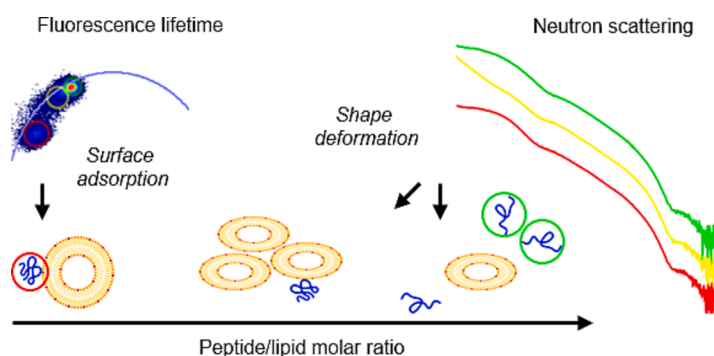 Fluorescence lifetime
Neutron scattering
Shape
deformation
Surface
adsorption
Peptide/lipid molar ratio